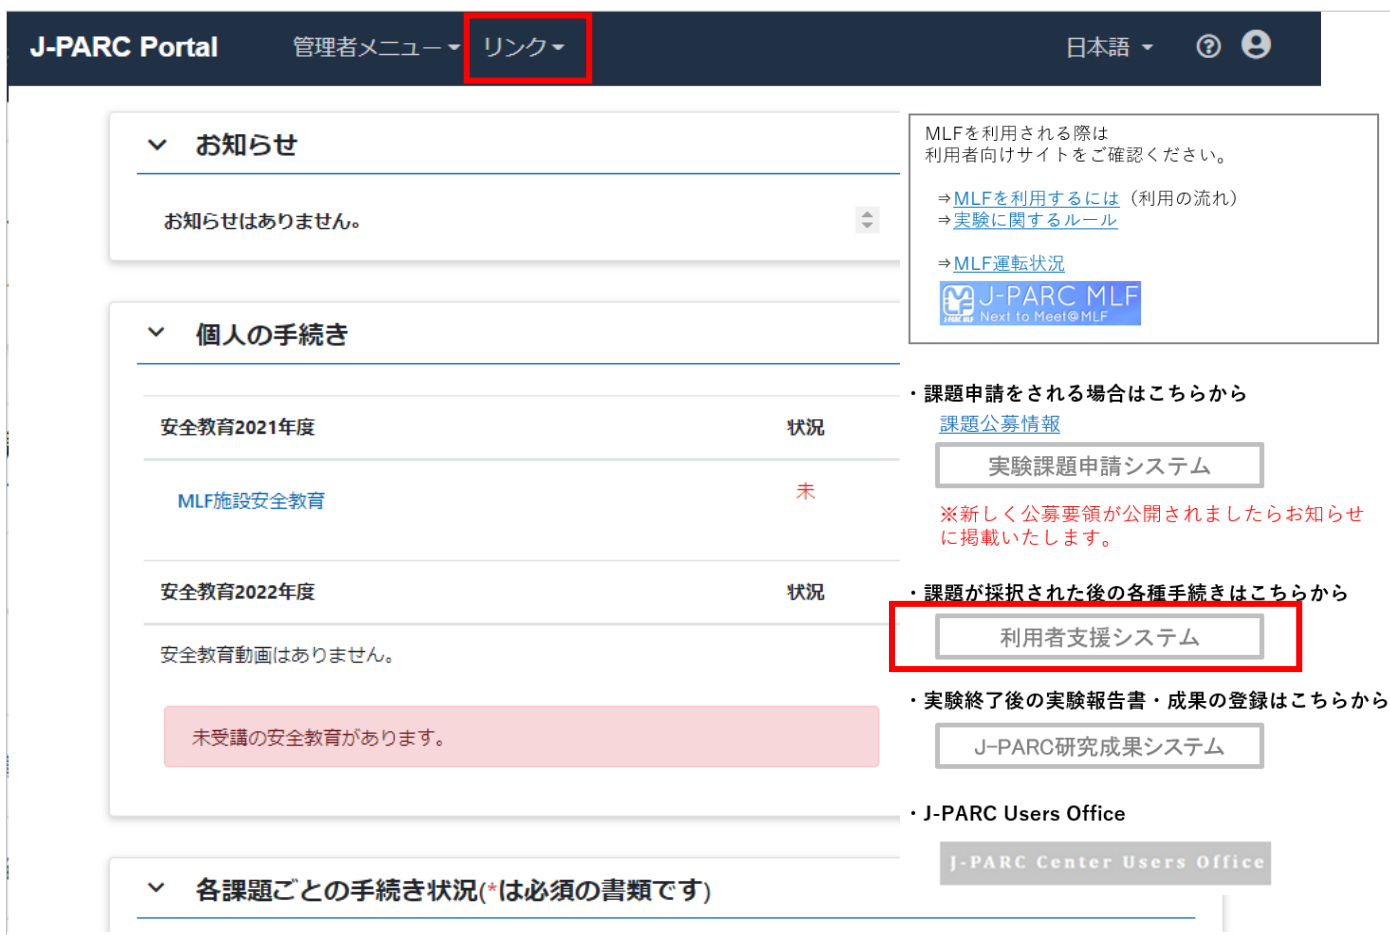 J-PARC Portal
管理者メニュー
リンク
日本語
お知らせ
お知らせはありません。
個人の手続き
安全教育2021年度
状況
MLF施設安全教育
未
安全教育2022年度
状況
安全教育動画はありません。
未受講の安全教育があります。
各課題ごとの手続き状況(*は必須の書類です)
MLFを利用される際は
利用者向けサイトをご確認ください。
⇒MLFを利用するには（利用の流れ）
⇒実験に関するルール
⇒MLF運転状況
J-PARC MLF
Next to Meet@MLF
・課題申請をされる場合はこちらから
課題公募情報
実験課題申請システム
※新しく公募要領が公開されましたらお知らせ
に掲載いたします。
・課題が採択された後の各種手続きはこちらから
利用者支援システム
・実験終了後の実験報告書・成果の登録はこちらから
J-PARC研究成果システム
・J-PARC Users Office
J-PARC Center Users Office